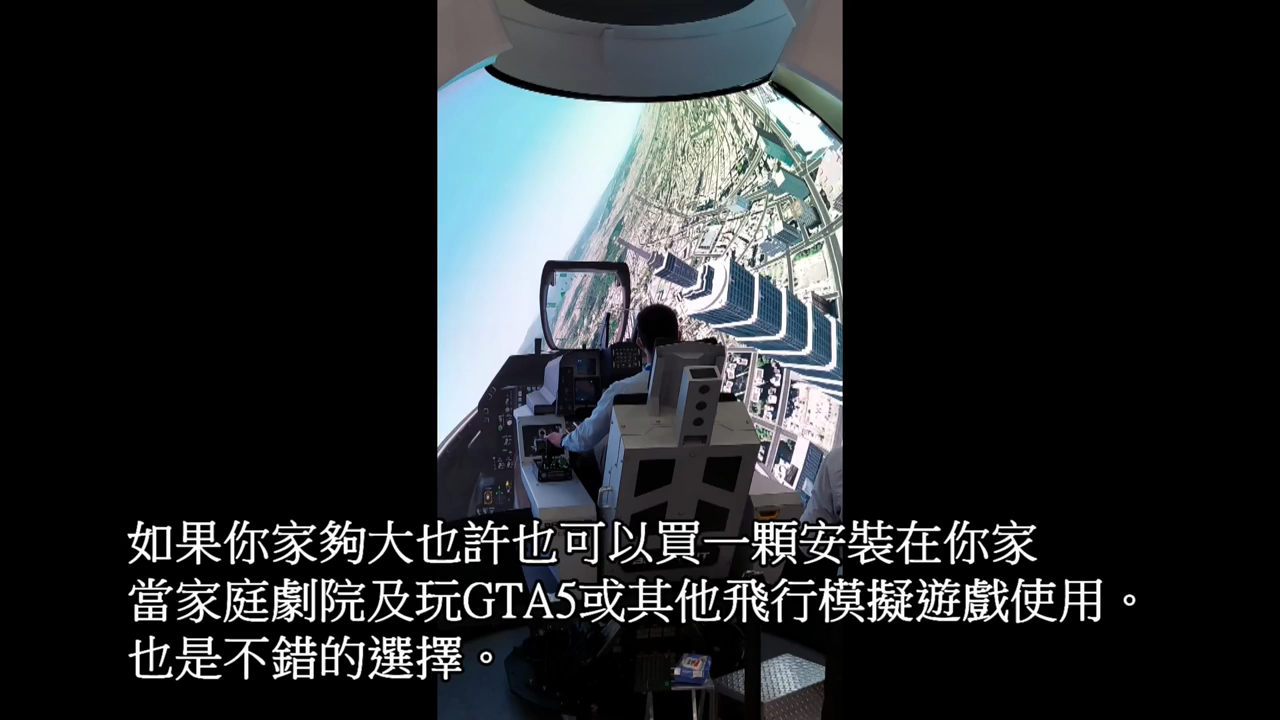 如果你家夠大也許也可以買一顆安裝在你家
當家庭劇院及玩GTA5或其他飛行模擬遊戲使用。
也是不錯的選擇。